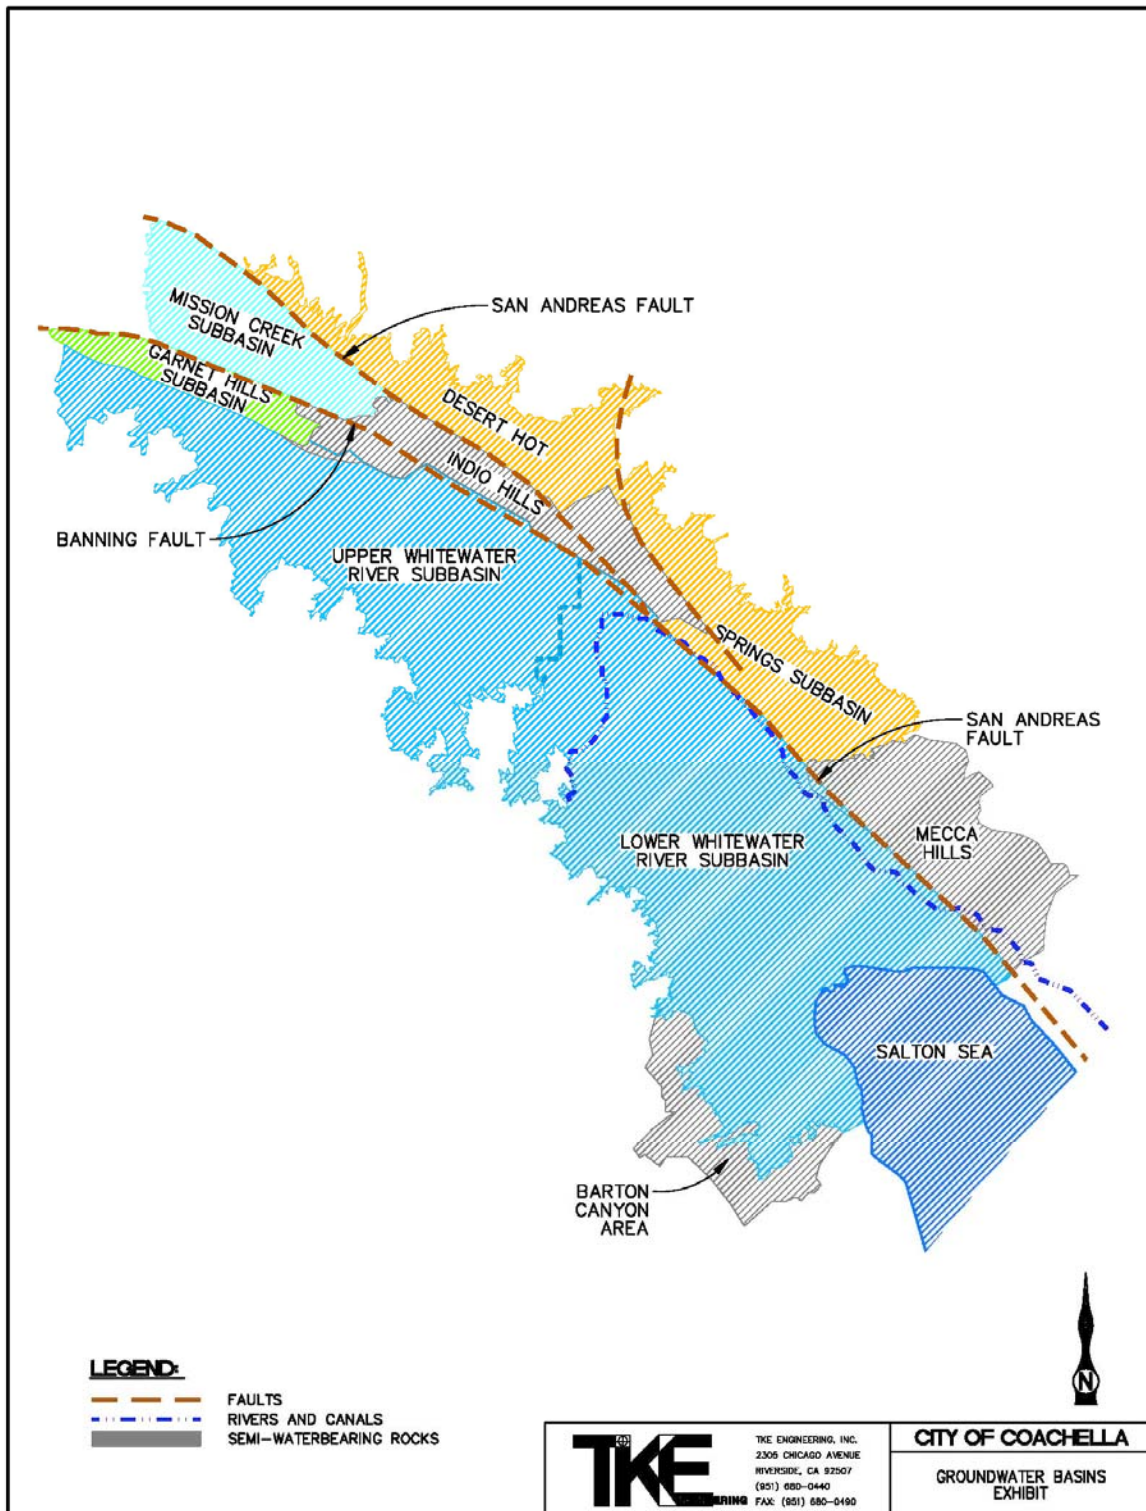 SAN ANDREAS FAULT
MISSION CREEK
SUBBASIN
GARNET HILLS
SUBBASIN
DESERT HOT
INDIO HILLS
BANNING FAULT
UPPER WHITEWATER
RIVER SUBBASIN
SPRINGS SUBBASIN
SAN ANDREAS
FAULT
LOWER WHITEWATER
RIVER SUBBASIN
MECCA
HILLS
SALTON SEA
BARTON
CANYON
AREA
N
LEGEND:
FAULTS
RIVERS AND CANALS
SEMI-WATERBEARING ROCKS
TKE
ENGINEERING
TKE ENGINEERING, INC.
2305 CHICAGO AVENUE
RIVERSIDE, CA 92507
(951) 680-0440
FAX: (951) 680-0490
CITY OF COACHELLA
GROUNDWATER BASINS
EXHIBIT